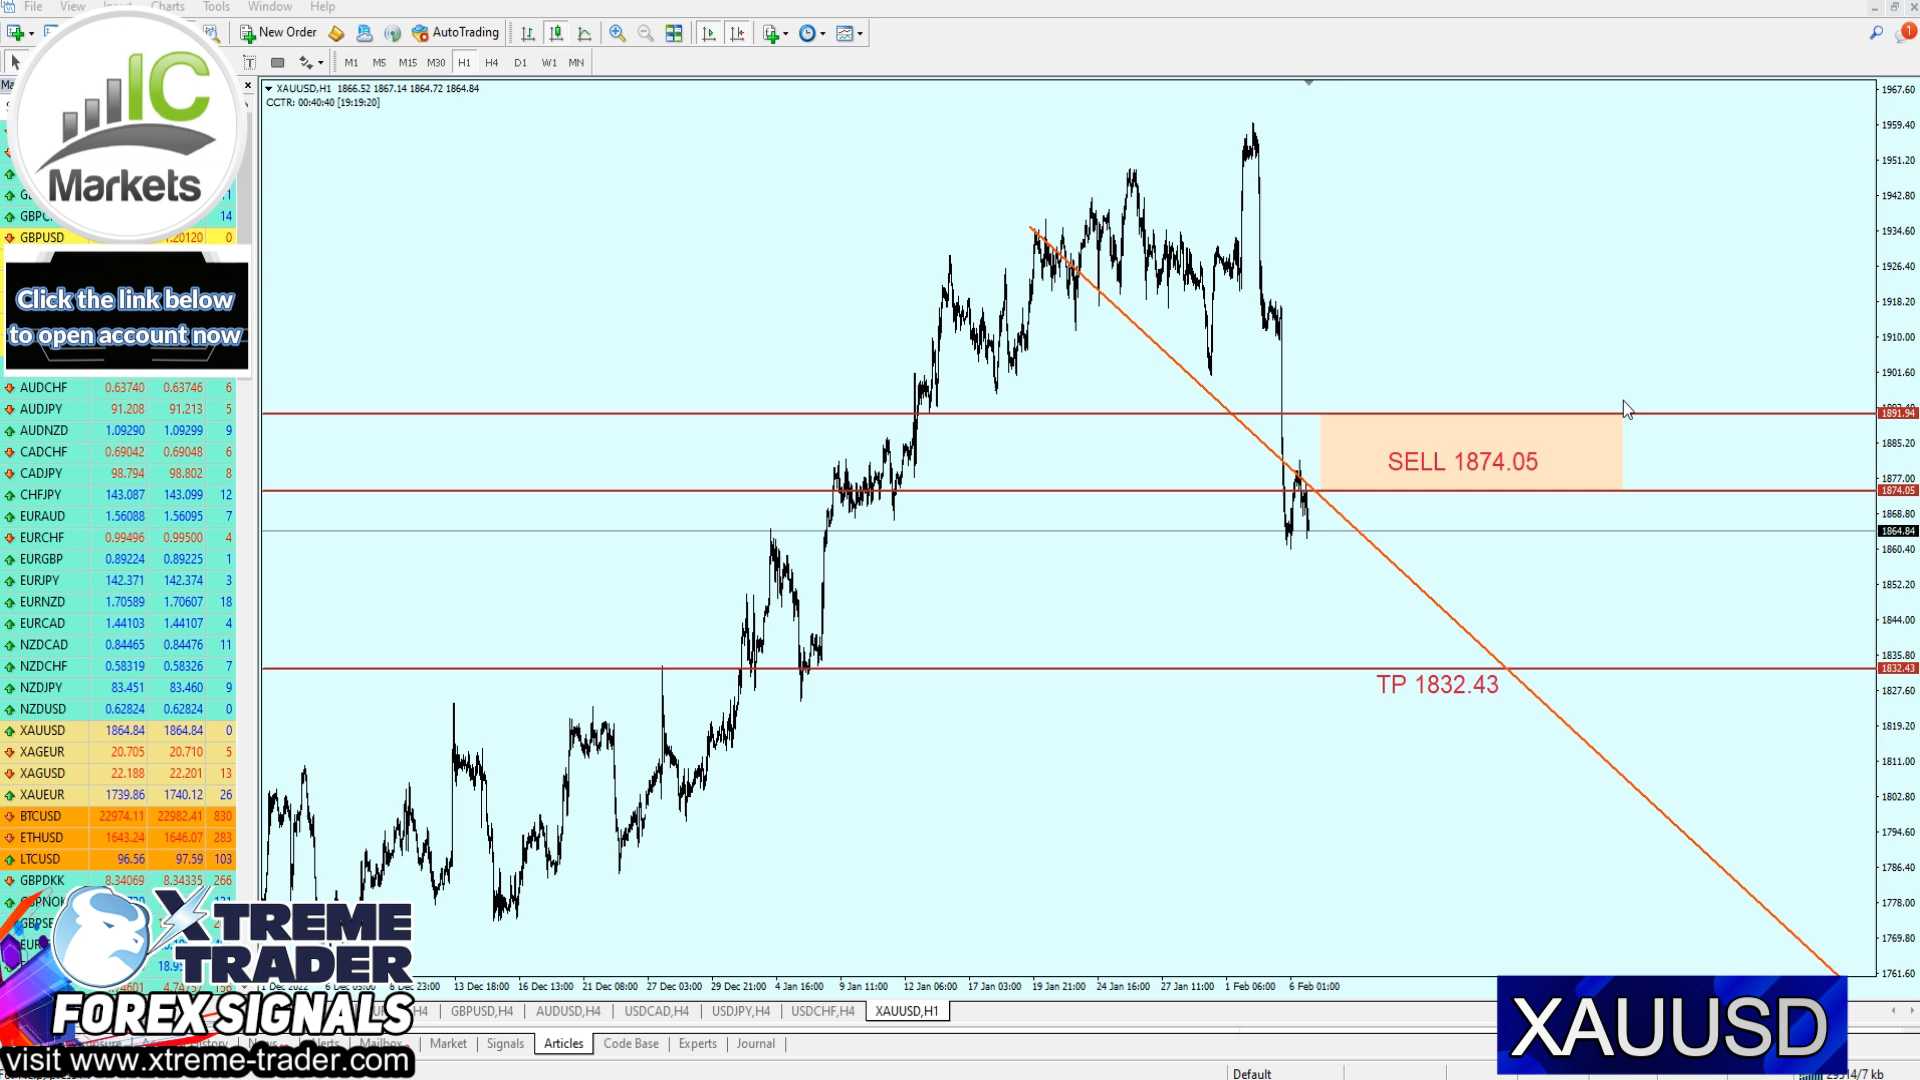 File View Charts Tools Window Help
New Order AutoTrading
M1 M5 M15 M30 H1 H4 D1 W1 MN
IC
Markets
Click the link below
to open account now
XAUUSD,H1 1866.52 1867.14 1864.72 1864.84
CCTR: 00:40:40 [19:19:20]
14
GBPUSD 1.20120 0
AUDCHF 0.63740 0.63746 6
AUDJPY 91.208 91.213 5
AUDNZD 1.09290 1.09299 9
CADCHF 0.69042 0.69048 6
CADJPY 98.794 98.802 8
CHFJPY 143.087 143.099 12
EURAUD 1.56088 1.56095 7
EURCHF 0.99496 0.99500 4
EURGBP 0.89224 0.89225 1
EURJPY 142.371 142.374 3
EURNZD 1.70589 1.70607 18
EURCAD 1.44103 1.44107 4
NZDCAD 0.84465 0.84476 11
NZDCHF 0.58319 0.58326 7
NZDJPY 83.451 83.460 9
NZDUSD 0.62824 0.62824 0
XAUUSD 1864.84 1864.84 0
XAGEUR 20.705 20.710 5
XAGUSD 22.188 22.201 13
XAUEUR 1739.86 1740.12 26
BTCUSD 22974.11 22982.41 830
ETHUSD 1643.24 1646.07 283
LTCUSD 96.56 97.59 103
GBPDKK 8.34069 8.34335 266
SELL 1874.05
TP 1832.43
1967.60
1959.40
1951.20
1942.80
1934.60
1926.40
1918.20
1910.00
1901.60
1891.94
1885.20
1877.00
1874.05
1868.80
1864.84
1860.40
1852.20
1844.00
1835.80
1832.43
1827.60
1819.20
1811.00
1802.80
1794.60
1786.40
1778.00
1769.80
1761.60
XTREME
TRADER
FOREX SIGNALS
visit www.xtreme-trader.com
Dec 2022 23:00 13 Dec 18:00 16 Dec 13:00 21 Dec 08:00 27 Dec 03:00 29 Dec 21:00 4 Jan 16:00 9 Jan 11:00 12 Jan 06:00 17 Jan 03:00 19 Jan 21:00 24 Jan 16:00 27 Jan 11:00 1 Feb 06:00 6 Feb 01:00
GBPUSD,H4 AUDUSD,H4 USDCAD,H4 USDJPY,H4 USDCHF,H4 XAUUSD,H1
Market Signals Articles Code Base Experts Journal
XAUUSD
Default